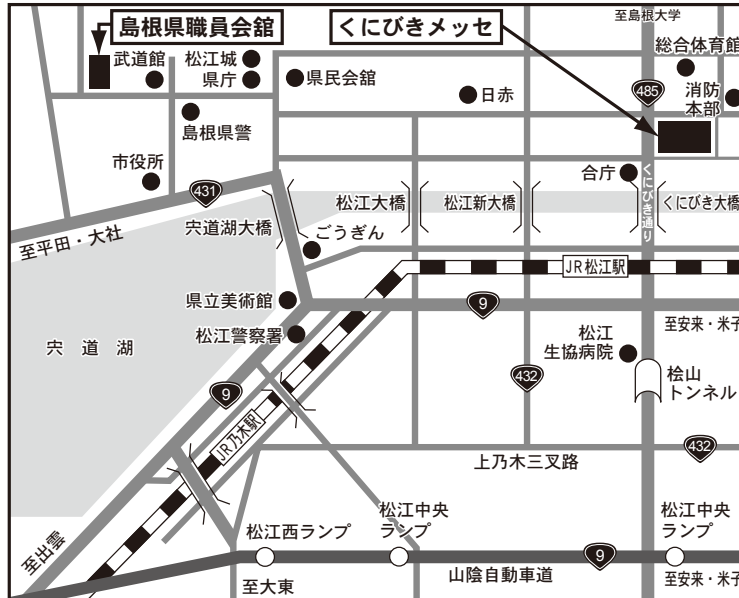 島根県職員会舘
くにびきメッセ
至島根大学
武道館
松江城
県庁
県民会舘
総合体育館
日赤
485
消防
本部
島根県警
市役所
431
合庁
くにびき通り
松江大橋
松江新大橋
くにびき大橋
宍道湖大橋
ごうぎん
至平田・大社
JR松江駅
県立美術館
9
松江警察署
至安来・米子
宍道湖
松江
生協病院
432
桧山
トンネル
9
JR乃木駅
432
上乃木三叉路
松江西ランプ
松江中央
ランプ
松江中央
ランプ
至出雲
9
至大東
山陰自動車道
至安来・米子